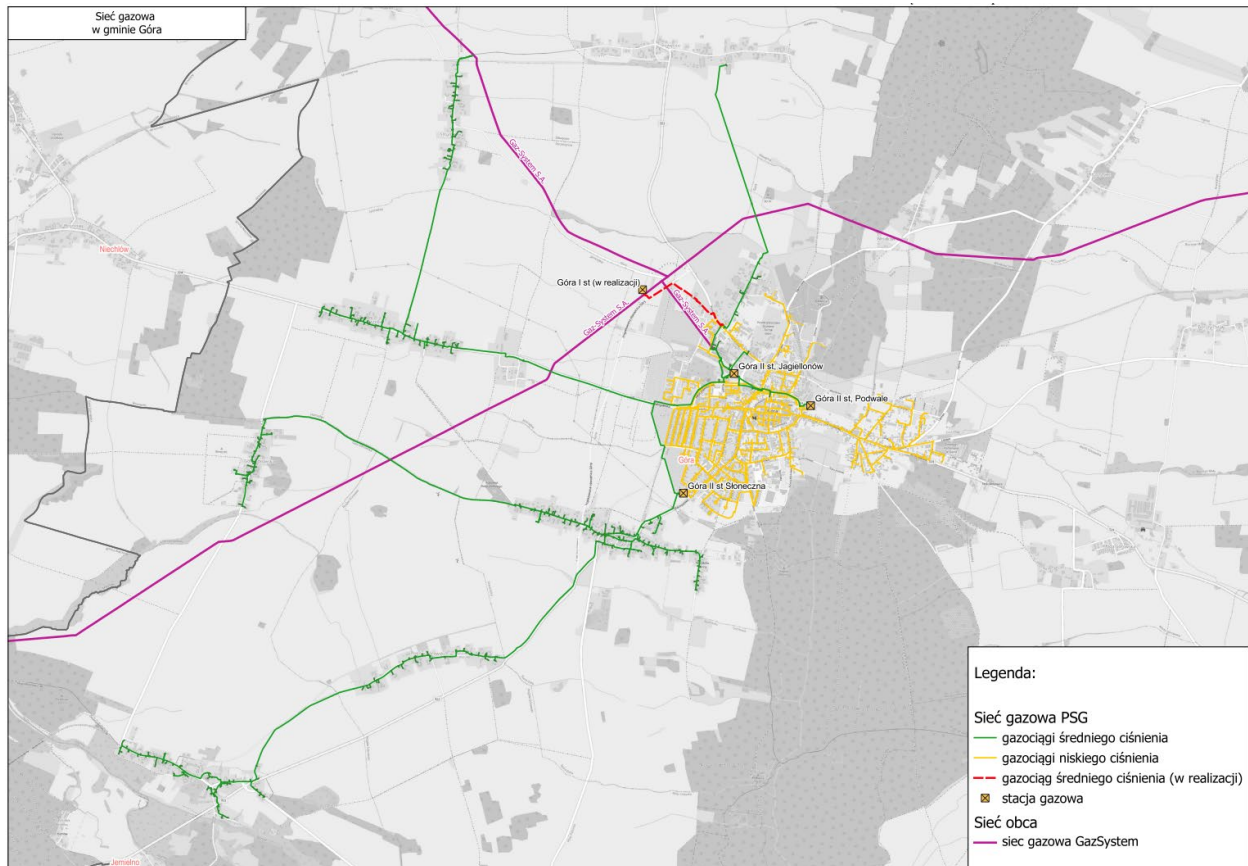 Sieć gazowa
w gminie Góra
Gaz-System S.A.
Niechlów
Góra I st (w realizacji)
Gaz-System S.A.
Gaz-System S.A.
Góra II st. Jagiellonów
Góra II st. Podwale
Góra
Góra II st Słoneczna
Jemielno
Legenda:
Sieć gazowa PSG
gazociągi średniego ciśnienia
gazociągi niskiego ciśnienia
gazociąg średniego ciśnienia (w realizacji)
stacja gazowa
Sieć obca
siec gazowa GazSystem